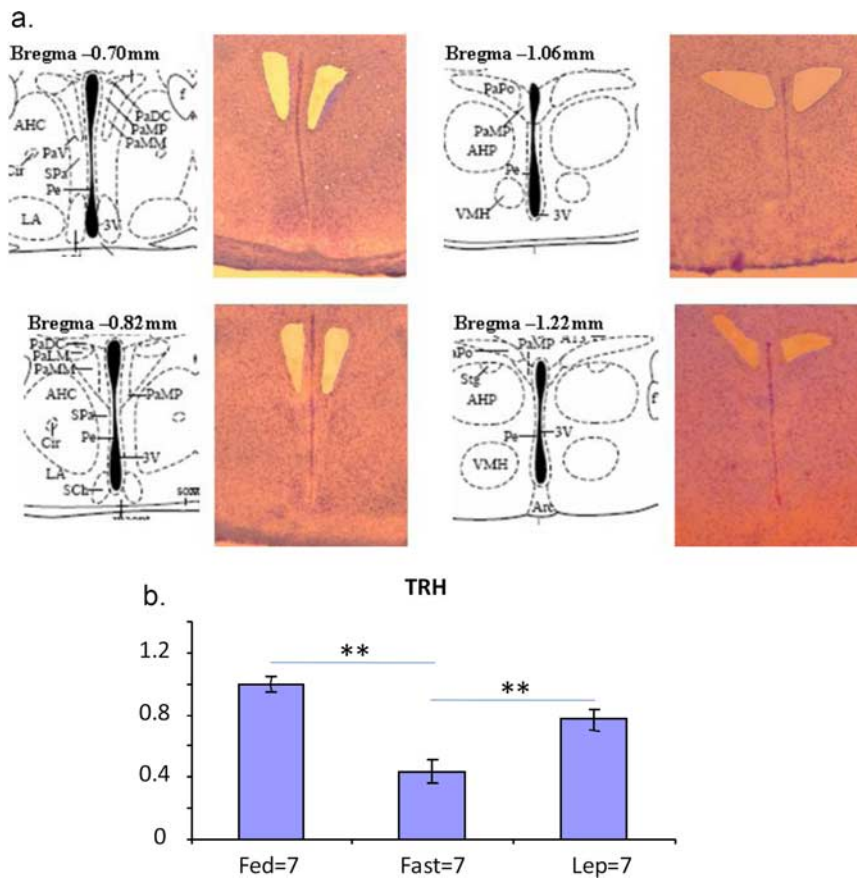 a.
Bregma −0.70mm
f
PaDC
PaMP
PaMM
AHC
PaV
Cir
SPa
Pe
LA
3V
Bregma −1.06mm
f
PaPo
PaMP
AHP
Pe
VMH
3V
Bregma −0.82mm
PaDC
PaLM
PaMM
AHC
PaMP
SPa
Cir
Pe
3V
LA
SCh
Bregma −1.22mm
PaMP
aPo
Stg
AHP
f
Pe
3V
VMH
Arc
b.
TRH
1.2
**
**
0.8
0.4
0
Fed=7
Fast=7
Lep=7